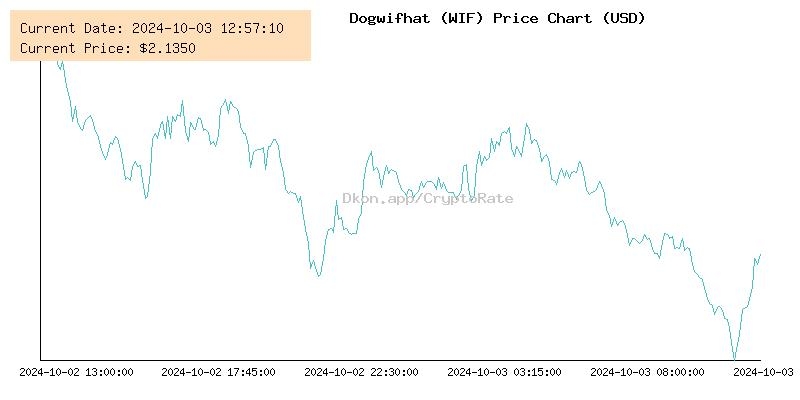 Dogwifhat (WIF) Price Chart (USD)
Current Date: 2024-10-03 12:57:10
Current Price: $2.1350
Dkon.app/CryptoRate
2024-10-02 13:00:00 2024-10-02 17:45:00 2024-10-02 22:30:00 2024-10-03 03:15:00 2024-10-03 08:00:00 2024-10-03